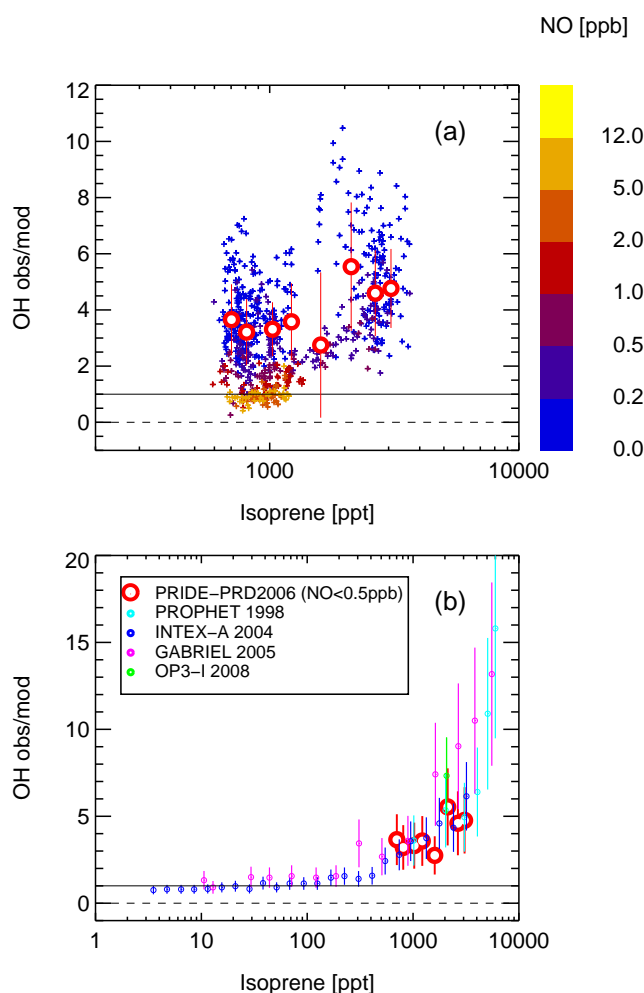 NO [ppb]
(a)
12
10
8
6
4
2
0
OH obs/mod
1000
10000
Isoprene [ppt]
12.0
5.0
2.0
1.0
0.5
0.2
0.0
(b)
20
15
10
5
0
OH obs/mod
PRIDE−PRD2006 (NO<0.5ppb)
PROPHET 1998
INTEX−A 2004
GABRIEL 2005
OP3−I 2008
1
10
100
1000
10000
Isoprene [ppt]